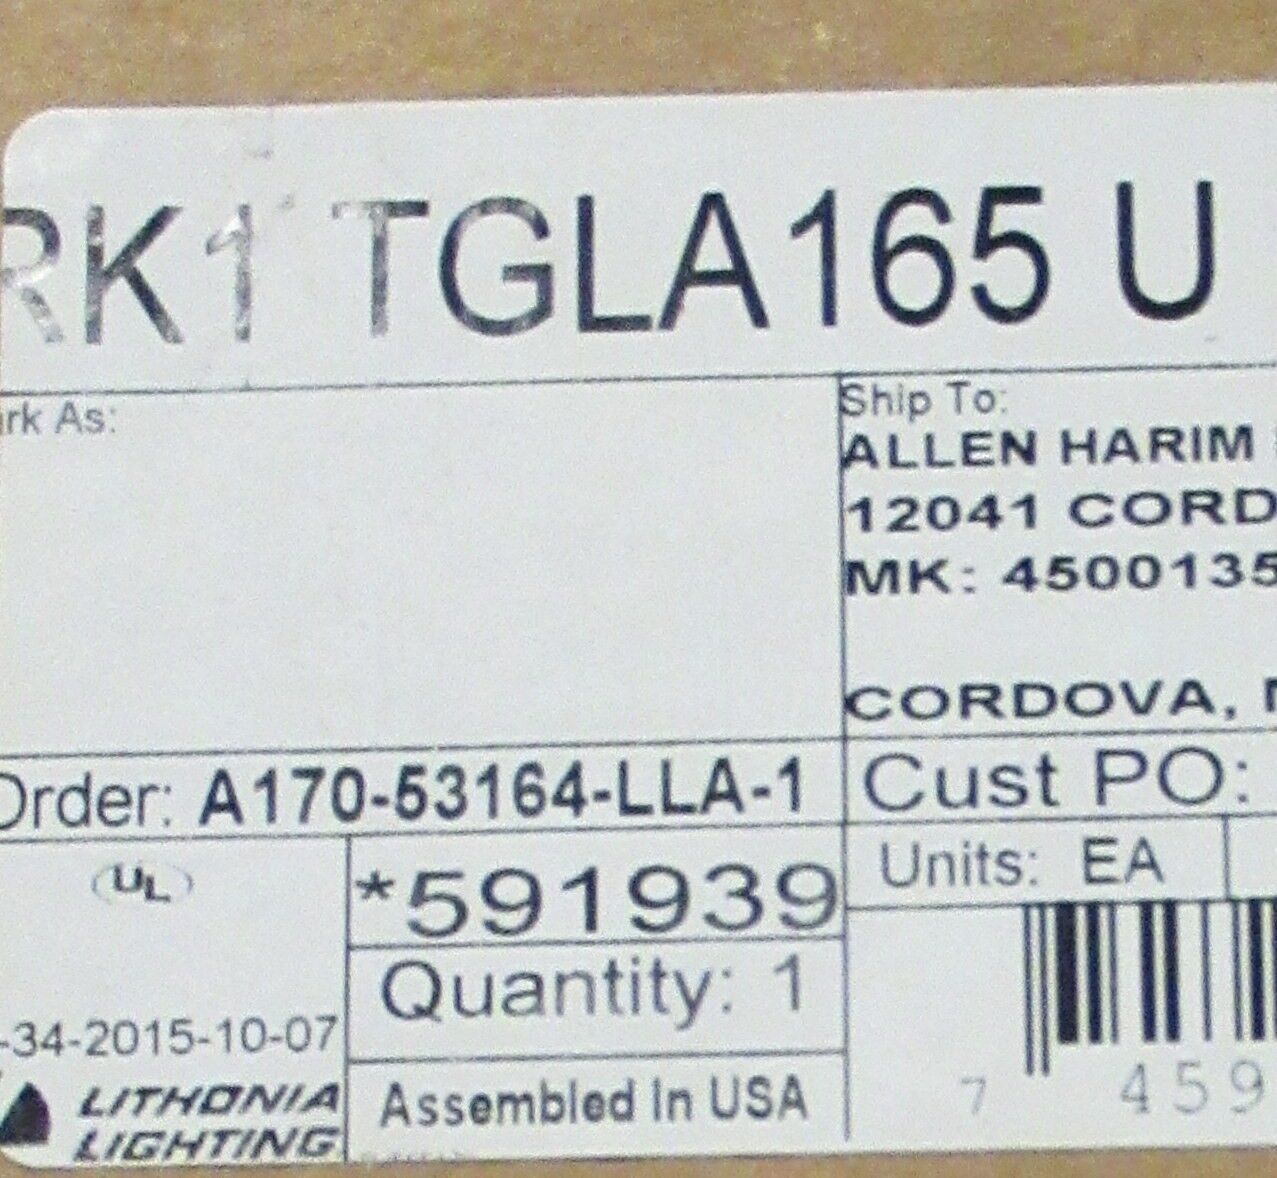 RK1 TGLA165 U
ark As:
Ship To:
ALLEN HARIM
12041 CORD
MK: 4500135
CORDOVA,
Order: A170-53164-LLA-1
Cust PO:
UL
*591939
Units: EA
Quantity: 1
-34-2015-10-07
LITHONIA
LIGHTING
Assembled In USA
7 459